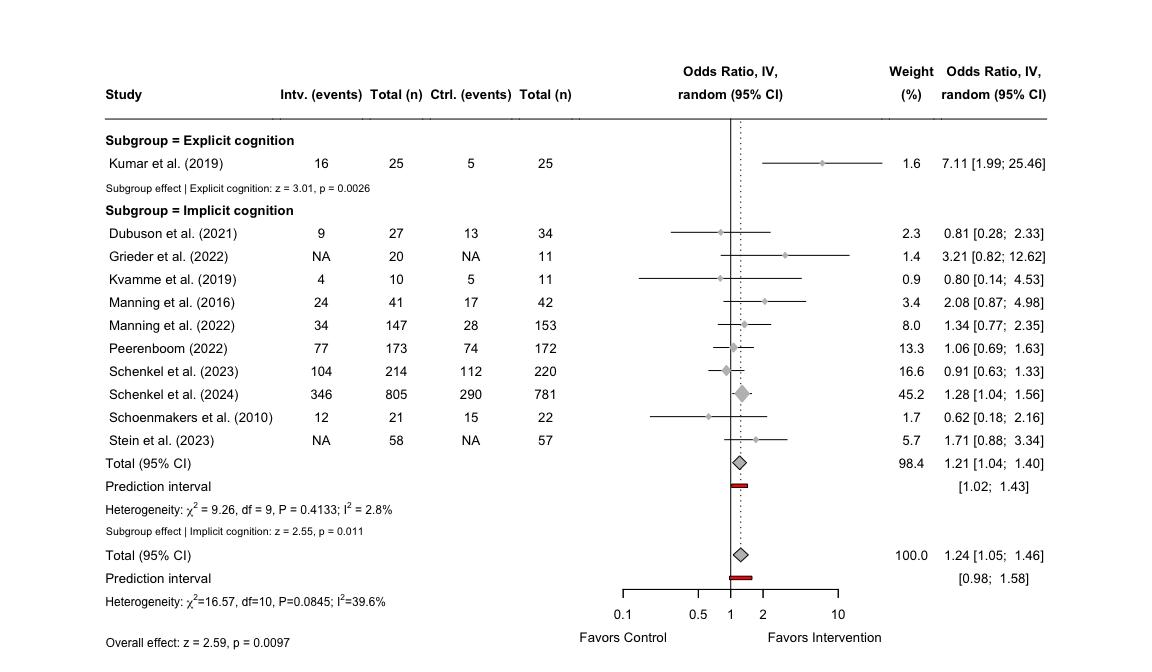 Odds Ratio, IV, Weight Odds Ratio, IV,
Study Intv. (events) Total (n) Ctrl. (events) Total (n) random (95% CI) (%) random (95% CI)
Subgroup = Explicit cognition
Kumar et al. (2019) 16 25 5 25 1.6 7.11 [1.99; 25.46]
Subgroup effect | Explicit cognition: z = 3.01, p = 0.0026
Subgroup = Implicit cognition
Dubuson et al. (2021) 9 27 13 34 2.3 0.81 [0.28; 2.33]
Grieder et al. (2022) NA 20 NA 11 1.4 3.21 [0.82; 12.62]
Kvamme et al. (2019) 4 10 5 11 0.9 0.80 [0.14; 4.53]
Manning et al. (2016) 24 41 17 42 3.4 2.08 [0.87; 4.98]
Manning et al. (2022) 34 147 28 153 8.0 1.34 [0.77; 2.35]
Peerenboom (2022) 77 173 74 172 13.3 1.06 [0.69; 1.63]
Schenkel et al. (2023) 104 214 112 220 16.6 0.91 [0.63; 1.33]
Schenkel et al. (2024) 346 805 290 781 45.2 1.28 [1.04; 1.56]
Schoenmakers et al. (2010) 12 21 15 22 1.7 0.62 [0.18; 2.16]
Stein et al. (2023) NA 58 NA 57 5.7 1.71 [0.88; 3.34]
Total (95% CI) 98.4 1.21 [1.04; 1.40]
Prediction interval [1.02; 1.43]
Heterogeneity: χ² = 9.26, df = 9, P = 0.4133; I² = 2.8%
Subgroup effect | Implicit cognition: z = 2.55, p = 0.011
Total (95% CI) 100.0 1.24 [1.05; 1.46]
Prediction interval [0.98; 1.58]
Heterogeneity: χ²=16.57, df=10, P=0.0845; I²=39.6%
0.1 0.5 1 2 10
Favors Control Favors Intervention
Overall effect: z = 2.59, p = 0.0097